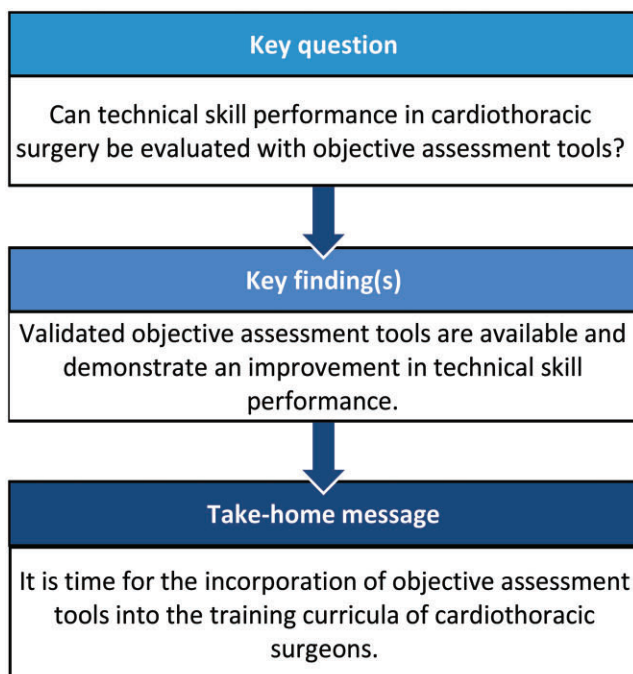 Key question
Can technical skill performance in cardiothoracic
surgery be evaluated with objective assessment tools?
Key finding(s)
Validated objective assessment tools are available and
demonstrate an improvement in technical skill
performance.
Take-home message
It is time for the incorporation of objective assessment
tools into the training curricula of cardiothoracic
surgeons.